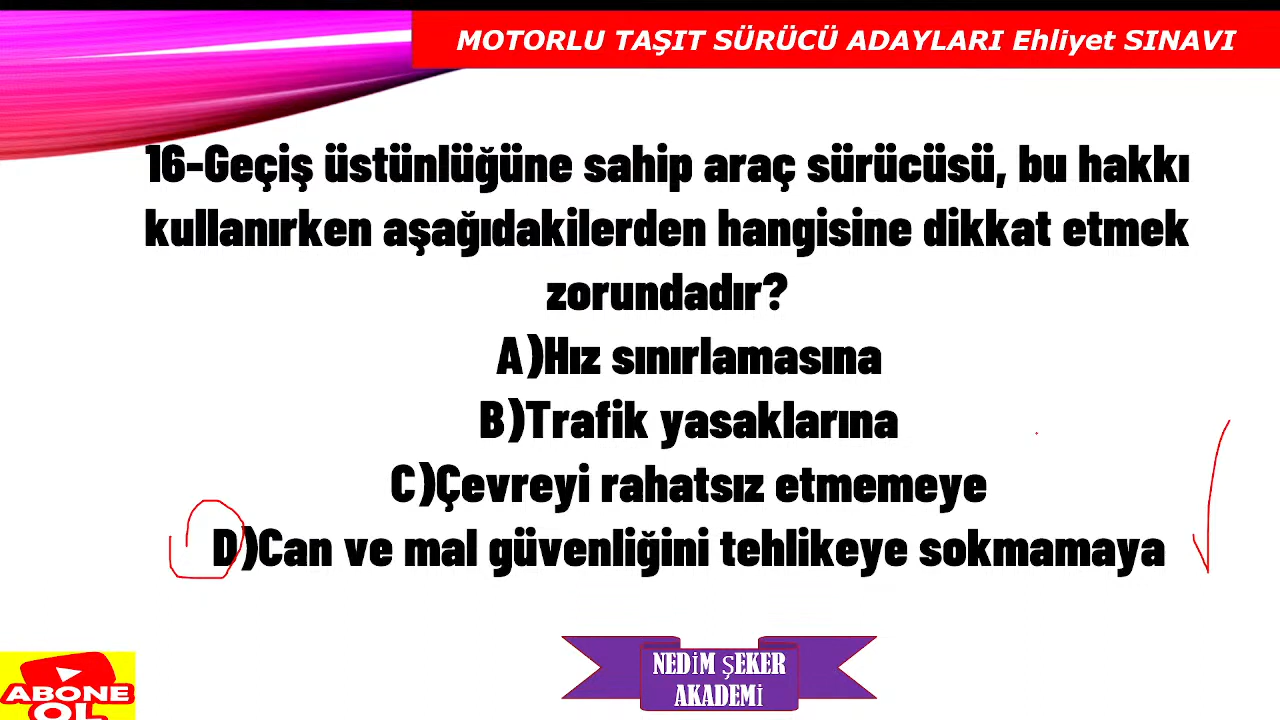 MOTORLU TAŞIT SÜRÜCÜ ADAYLARI Ehliyet SINAVI
16-Geçiş üstünlüğüne sahip araç sürücüsü, bu hakkı
kullanırken aşağıdakilerden hangisine dikkat etmek
zorundadır?
A)Hız sınırlamasına
B)Trafik yasaklarına
C)Çevreyi rahatsız etmemeye
D)Can ve mal güvenliğini tehlikeye sokmamaya
NEDİM ŞEKER
AKADEMİ
ABONE
OL